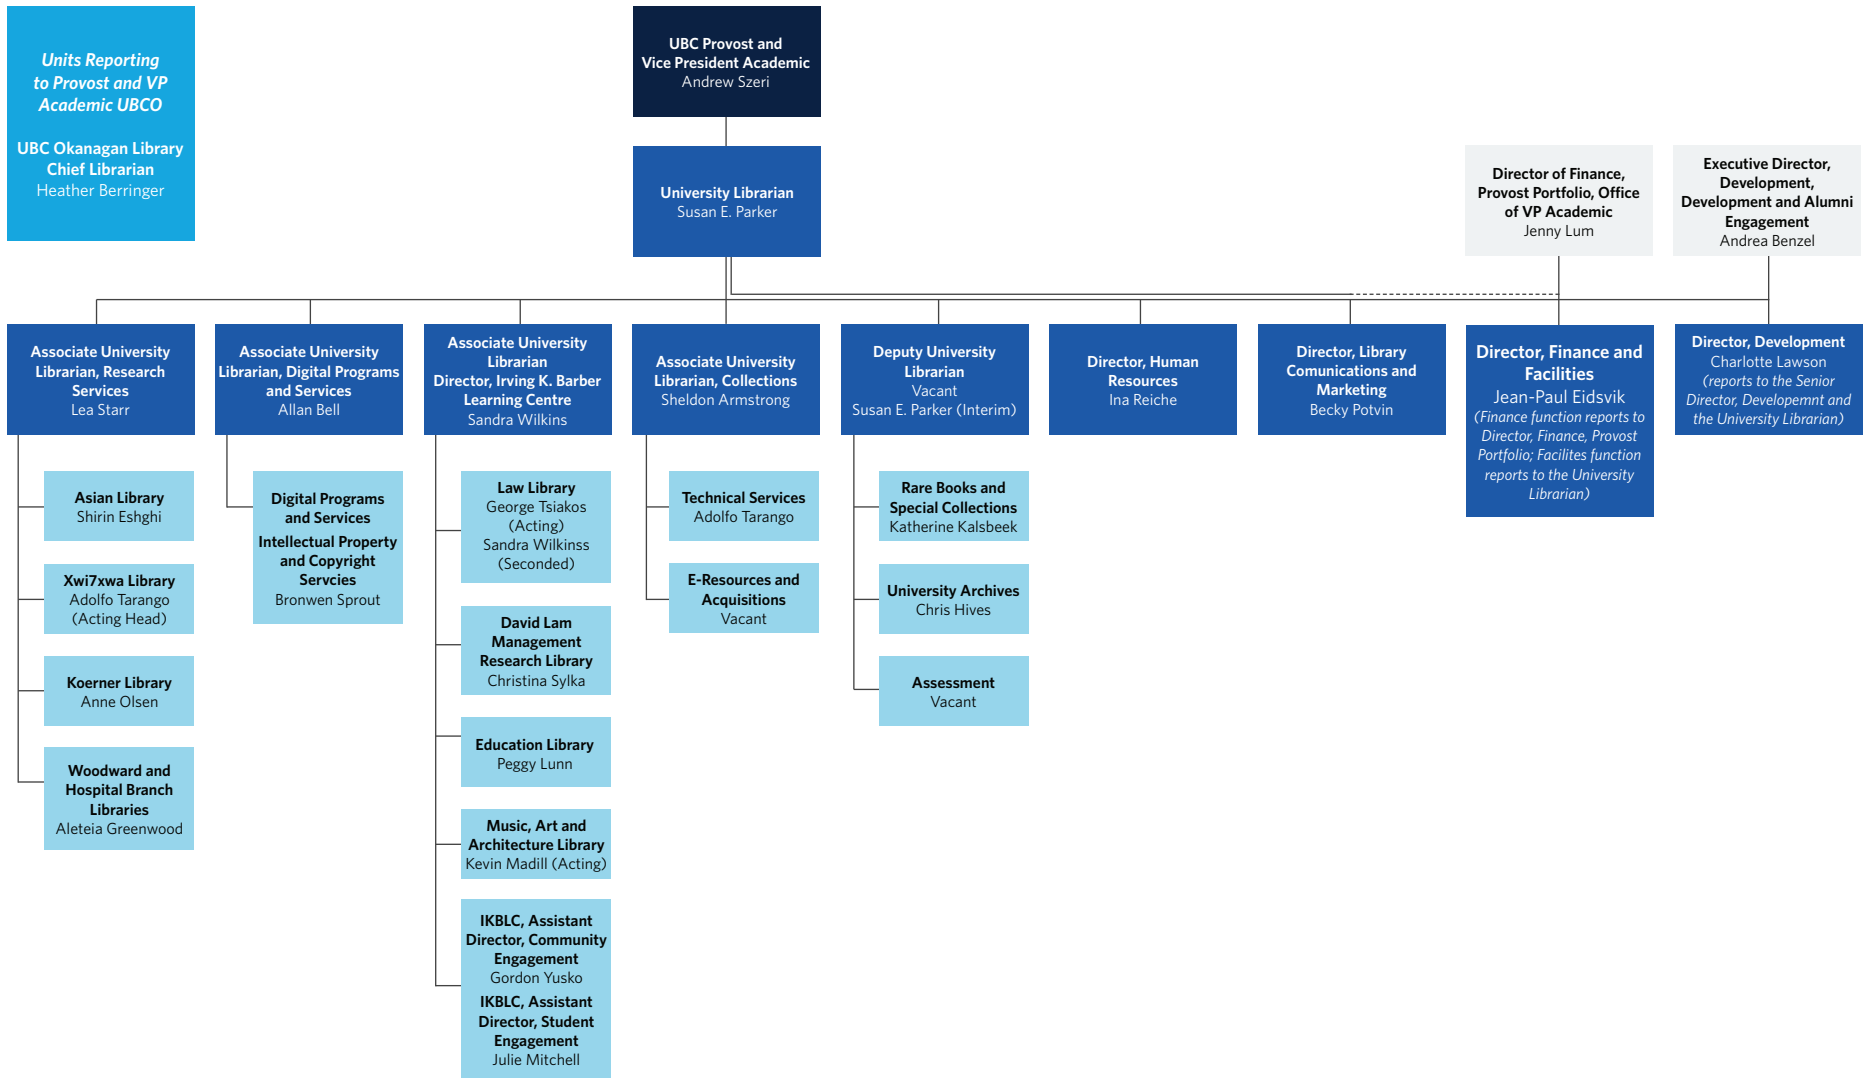 Units Reporting
to Provost and VP
Academic UBCO
UBC Okanagan Library
Chief Librarian
Heather Berringer
UBC Provost and
Vice President Academic
Andrew Szeri
University Librarian
Susan E. Parker
Director of Finance,
Provost Portfolio, Office
of VP Academic
Jenny Lum
Executive Director,
Development,
Development and Alumni
Engagement
Andrea Benzel
Associate University
Librarian, Research
Services
Lea Starr
Associate University
Librarian, Digital Programs
and Services
Allan Bell
Associate University
Librarian
Director, Irving K. Barber
Learning Centre
Sandra Wilkins
Associate University
Librarian, Collections
Sheldon Armstrong
Deputy University
Librarian
Vacant
Susan E. Parker (Interim)
Director, Human
Resources
Ina Reiche
Director, Library
Comunications and
Marketing
Becky Potvin
Director, Finance and
Facilities
Jean-Paul Eidsvik
(Finance function reports to
Director, Finance, Provost
Portfolio; Facilites function
reports to the University
Librarian)
Director, Development
Charlotte Lawson
(reports to the Senior
Director, Developemnt and
the University Librarian)
Asian Library
Shirin Eshghi
Xwi7xwa Library
Adolfo Tarango
(Acting Head)
Koerner Library
Anne Olsen
Woodward and
Hospital Branch
Libraries
Aleteia Greenwood
Digital Programs
and Services
Intellectual Property
and Copyright
Servcies
Bronwen Sprout
Law Library
George Tsiakos
(Acting)
Sandra Wilkinss
(Seconded)
David Lam
Management
Research Library
Christina Sylka
Education Library
Peggy Lunn
Music, Art and
Architecture Library
Kevin Madill (Acting)
IKBLC, Assistant
Director, Community
Engagement
Gordon Yusko
IKBLC, Assistant
Director, Student
Engagement
Julie Mitchell
Technical Services
Adolfo Tarango
E-Resources and
Acquisitions
Vacant
Rare Books and
Special Collections
Katherine Kalsbeek
University Archives
Chris Hives
Assessment
Vacant